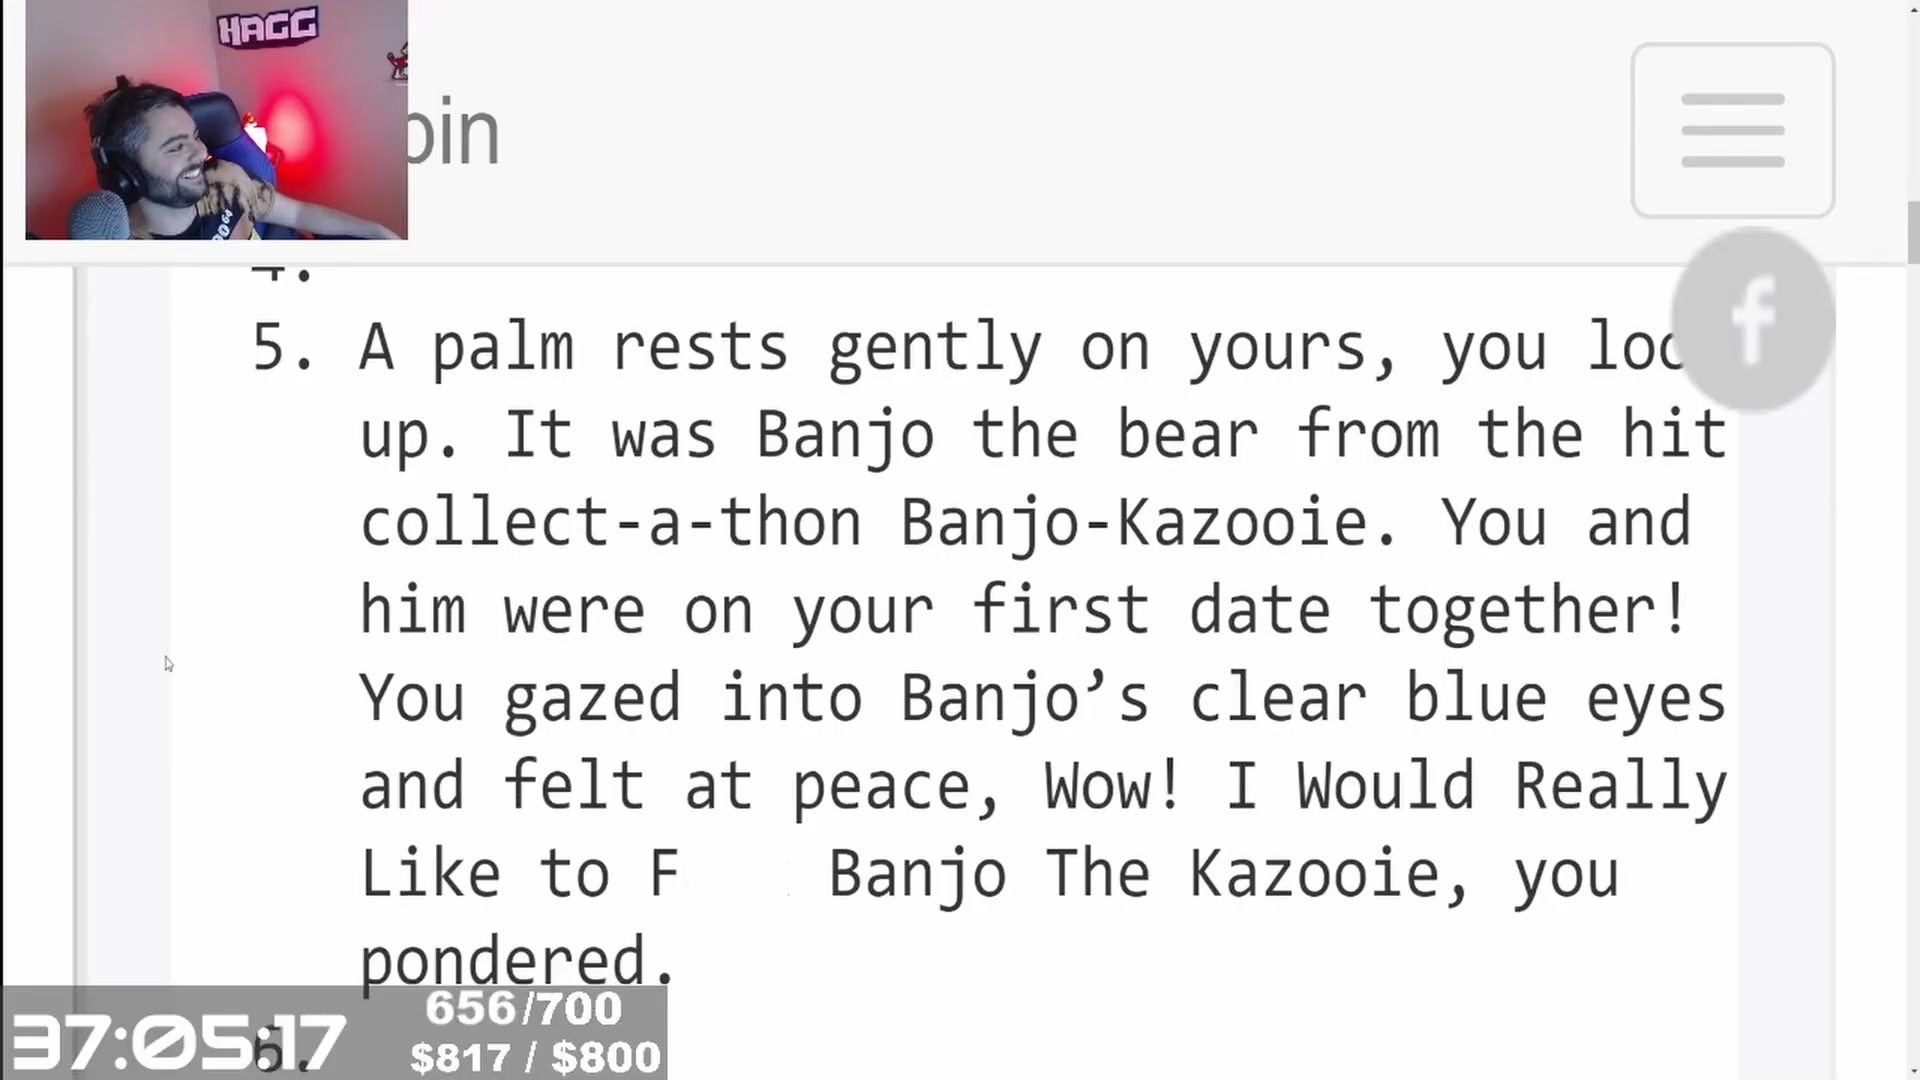 HAGG
bin
4.
5. A palm rests gently on yours, you loo
up. It was Banjo the bear from the hit
collect-a-thon Banjo-Kazooie. You and
him were on your first date together!
You gazed into Banjo’s clear blue eyes
and felt at peace, Wow! I Would Really
Like to F Banjo The Kazooie, you
pondered.
6.
37:05:17
656/700
$817 / $800
f